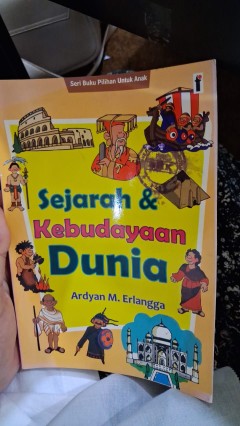 Seri Buku Pilihan Untuk Anak
Sejarah &
Kebudayaan
Dunia
Ardyan M. Erlangga